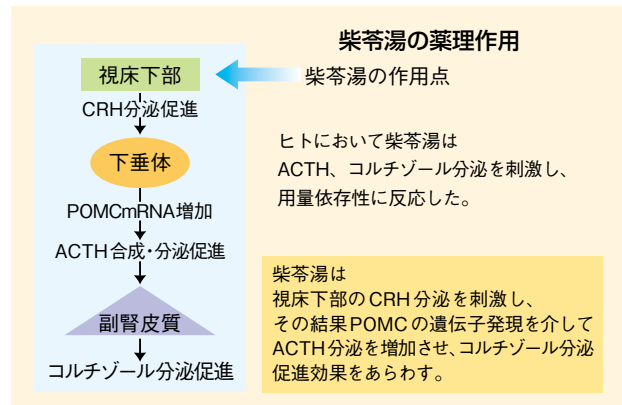 柴苓湯の薬理作用
視床下部
柴苓湯の作用点
CRH分泌促進
下垂体
POMCmRNA増加
ACTH合成・分泌促進
副腎皮質
コルチゾール分泌促進
ヒトにおいて柴苓湯は
ACTH、コルチゾール分泌を刺激し、
用量依存性に反応した。
柴苓湯は
視床下部のCRH分泌を刺激し、
その結果POMCの遺伝子発現を介して
ACTH分泌を増加させ、コルチゾール分泌
促進効果をあらわす。